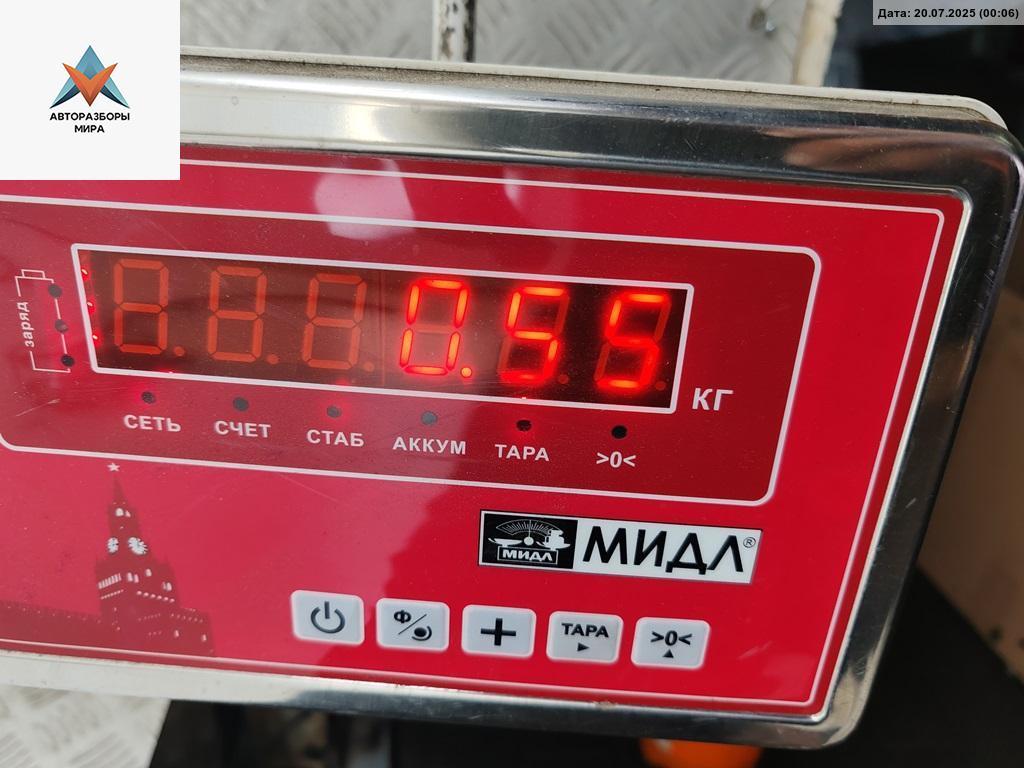 Дата: 20.07.2025 (00:06)
АВТОРАЗБОРЫ
МИРА
заряд
0.55
КГ
СЕТЬ СЧЕТ СТАБ АККУМ ТАРА >0<
МИДЛ МИДЛ®
Ф/ + ТАРА >0<